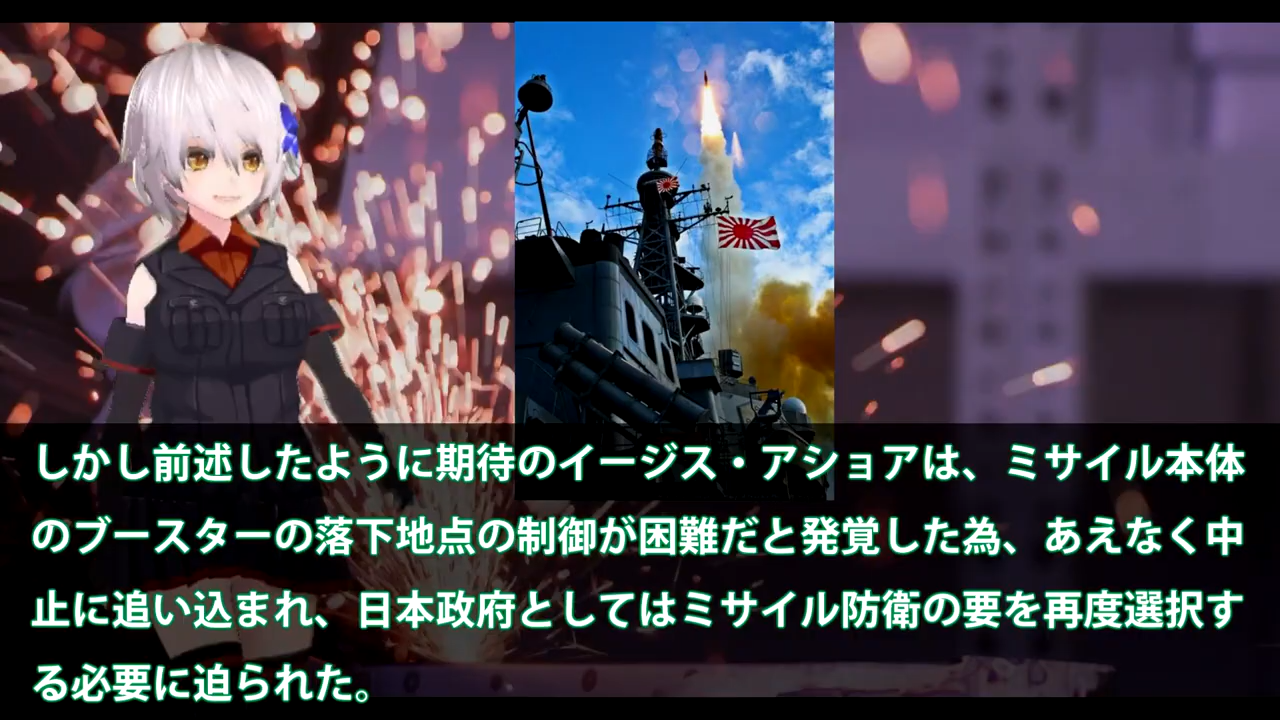 しかし前述したように期待のイージス・アショアは、ミサイル本体
のブースターの落下地点の制御が困難だと発覚した為、あえなく中
止に追い込まれ、日本政府としてはミサイル防衛の要を再度選択す
る必要に迫られた。